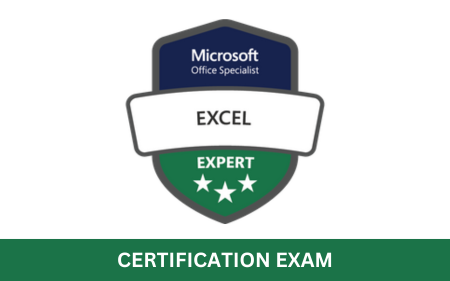 Microsoft
Office Specialist
EXCEL
EXPERT
CERTIFICATION EXAM